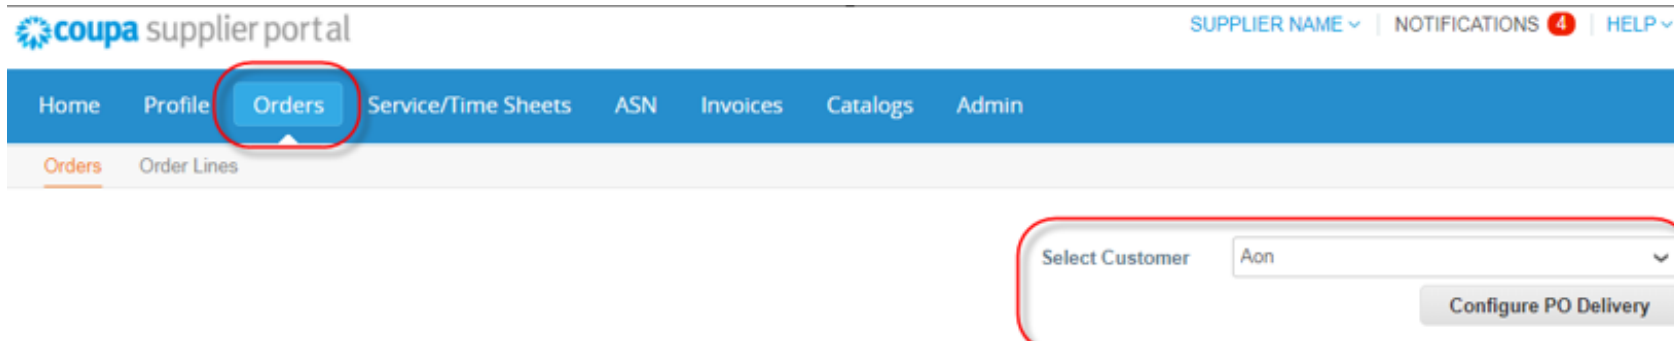 coupa supplier portal
SUPPLIER NAME NOTIFICATIONS 4 HELP
Home Profile Orders Service/Time Sheets ASN Invoices Catalogs Admin
Orders Order Lines
Select Customer Aon
Configure PO Delivery